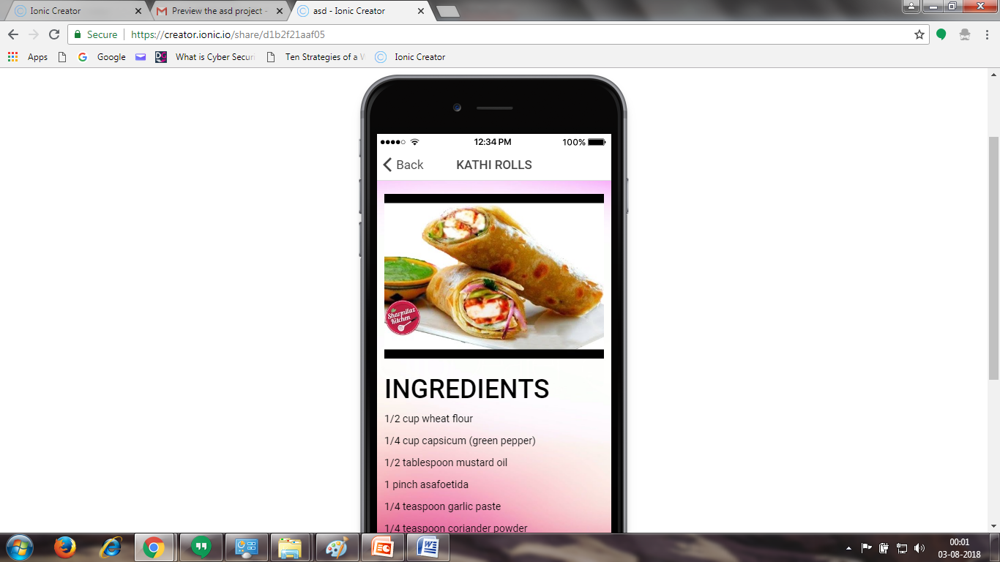 Ionic Creator
Preview the asd project -
asd - Ionic Creator
Secure
https://creator.ionic.io/share/d1b2f21aaf05
Apps
Google
What is Cyber Securi
Ten Strategies of a W
Ionic Creator
12:34 PM
100%
Back
KATHI ROLLS
Sharmilaz
Kitchen
INGREDIENTS
1/2 cup wheat flour
1/4 cup capsicum (green pepper)
1/2 tablespoon mustard oil
1 pinch asafoetida
1/4 teaspoon garlic paste
1/4 teaspoon coriander powder
00:01
03-08-2018